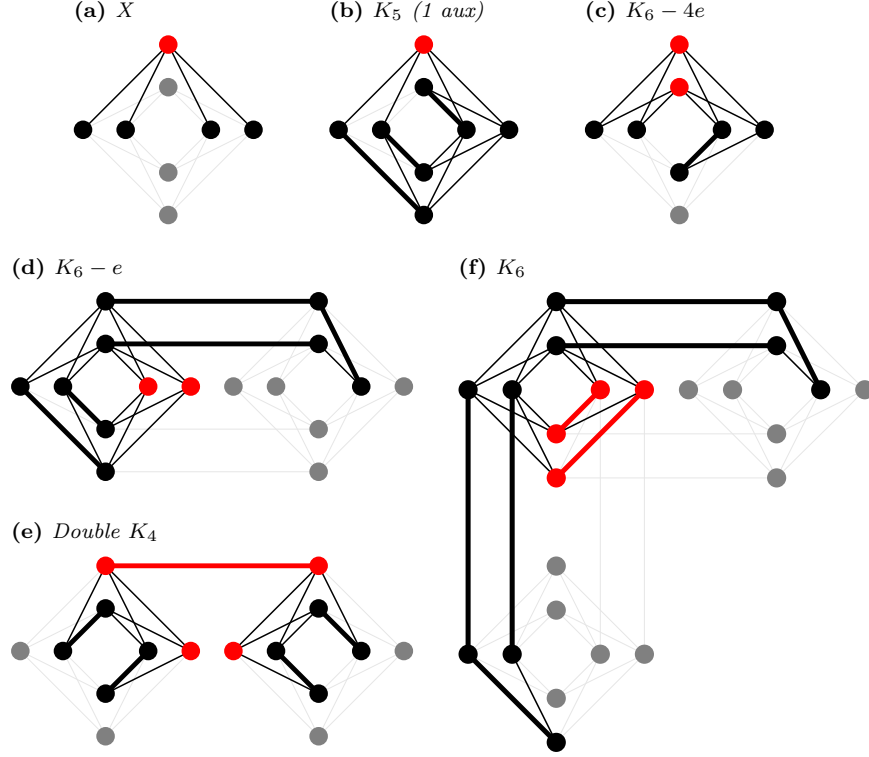 (a) X
(b) K₅ (1 aux)
(c) K₆ − 4e
(d) K₆ − e
(f) K₆
(e) Double K₄